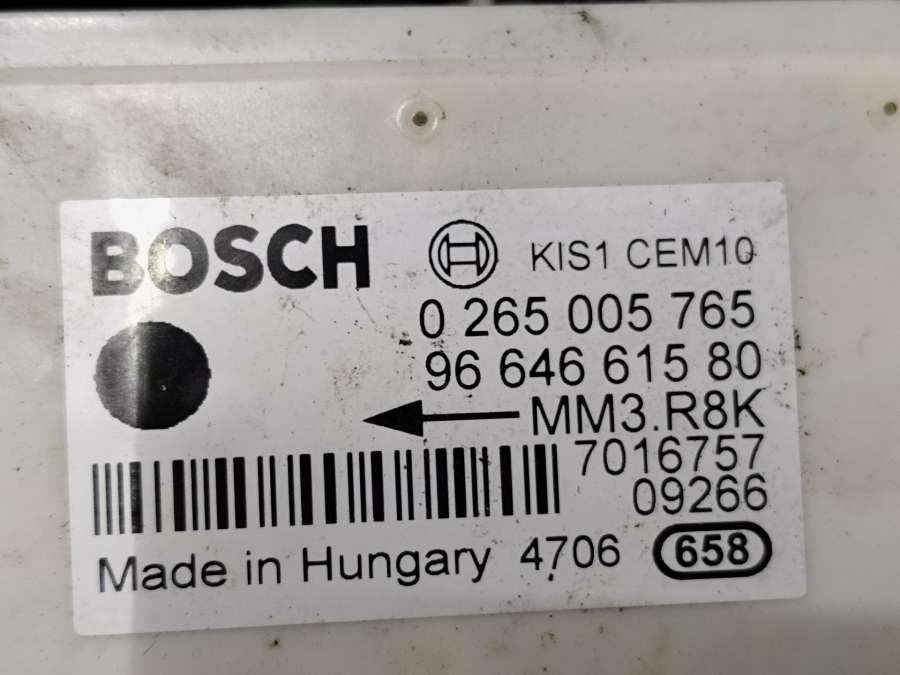 BOSCH KIS1 CEM10
0 265 005 765
96 646 615 80
MM3.R8K
7016757
09266
Made in Hungary 4706 658